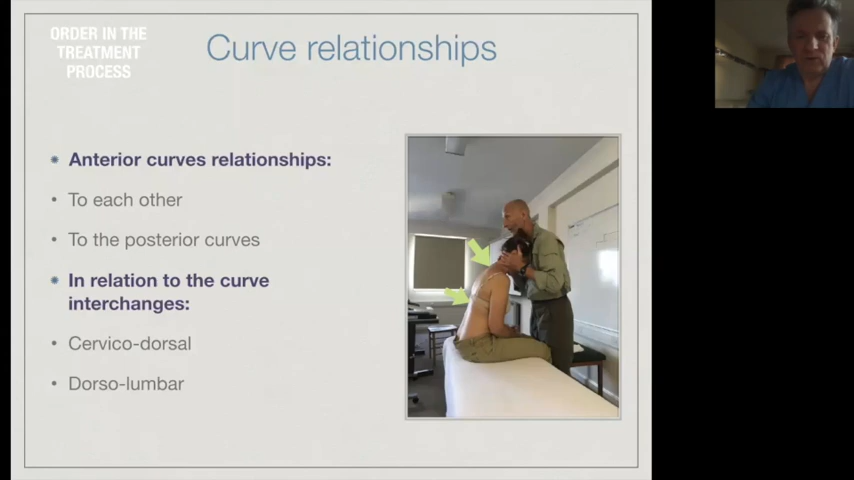 ORDER IN THE
TREATMENT
PROCESS
Curve relationships
Anterior curves relationships:
To each other
To the posterior curves
In relation to the curve
interchanges:
Cervico-dorsal
Dorso-lumbar